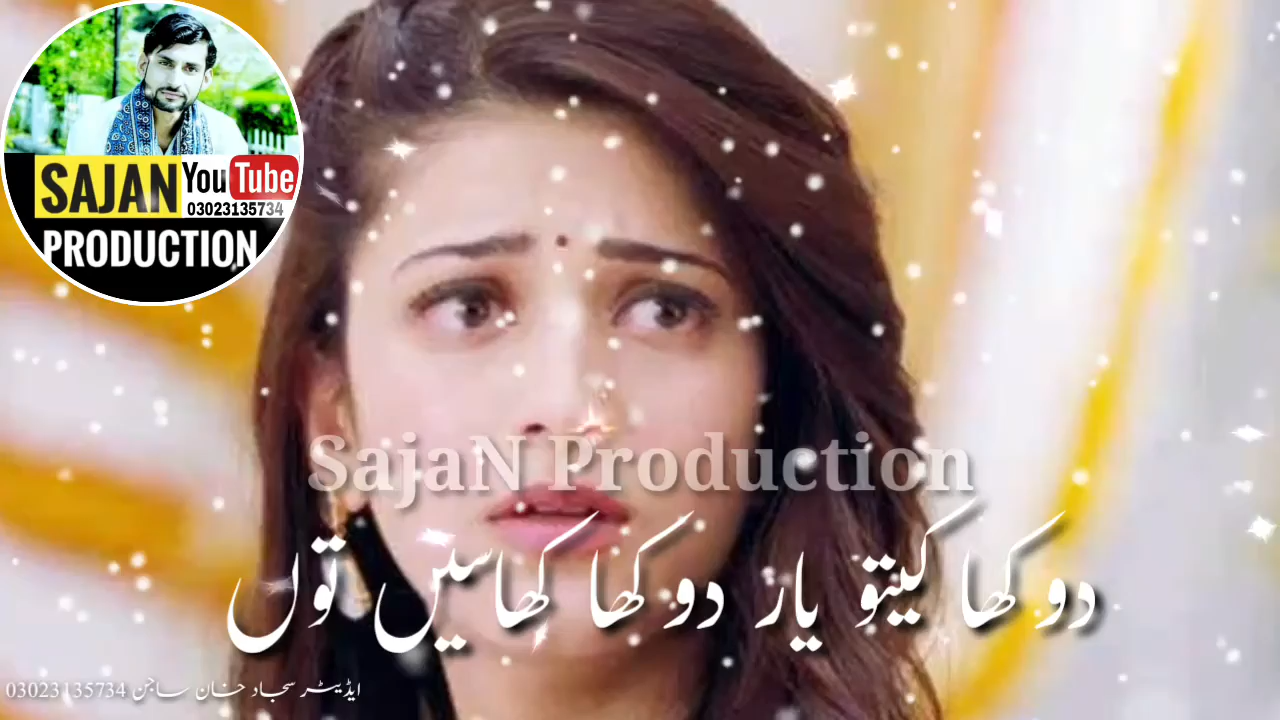 SAJAN YouTube
03023135734
PRODUCTION
SajaN Production
دوکھا کیتو یار دوکھا کھاسیں توں
ایڈیٹر سجاد خان ساجن 03023135734